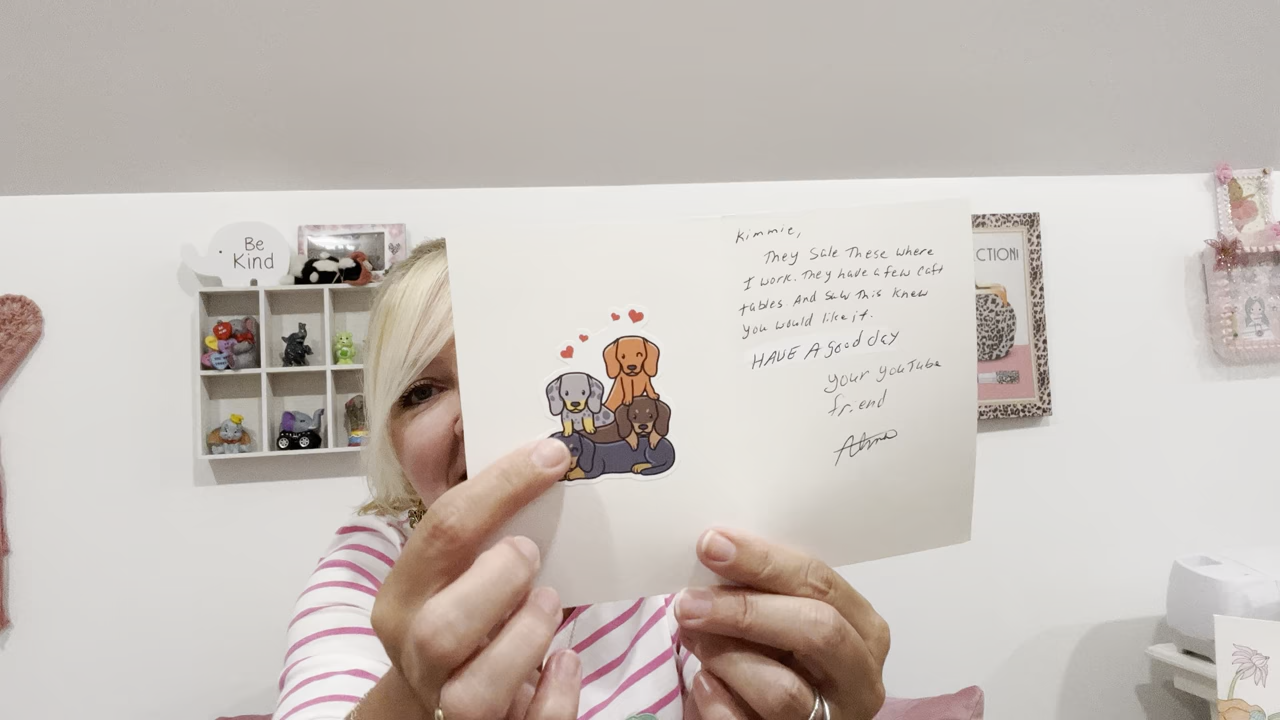 Be
Kind
CTION!
Kimmie,
They Sale These where
I work. They have a few Caft
tables. And saw This Knew
you would like it.
HAVE A good day
your youTube
friend